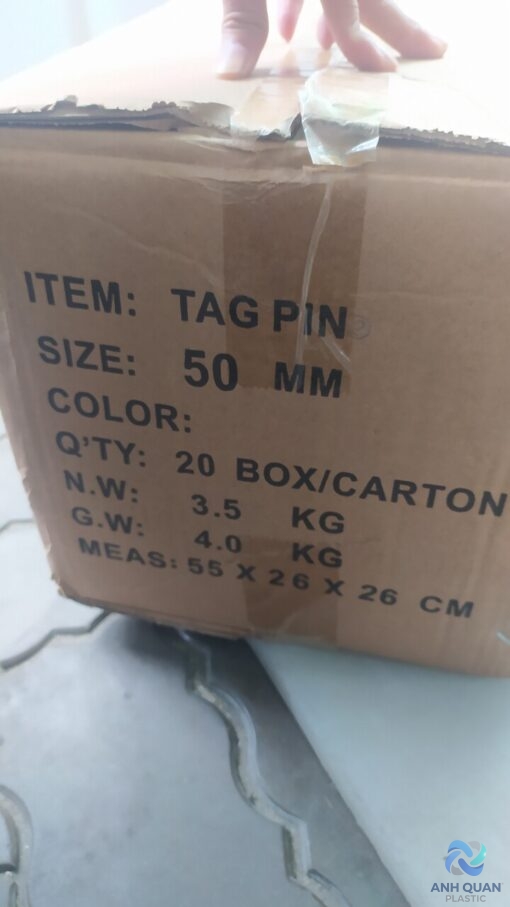 ITEM: TAG PIN
SIZE: 50 MM
COLOR:
Q'TY: 20 BOX/CARTON
N.W: 3.5 KG
G.W: 4.0 KG
MEAS: 55 X 26 X 26 CM
ANH QUAN
PLASTIC